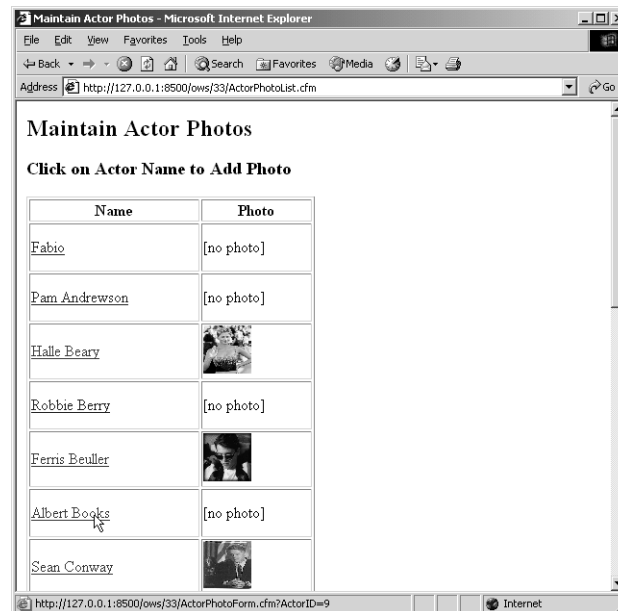 Maintain Actor Photos - Microsoft Internet Explorer
File Edit View Favorites Tools Help
Back Search Favorites Media
Address http://127.0.0.1:8500/ows/33/ActorPhotoList.cfm Go
Maintain Actor Photos
Click on Actor Name to Add Photo
Name Photo
Fabio [no photo]
Pam Andrewson [no photo]
Halle Beary
Robbie Berry [no photo]
Ferris Beuller
Albert Books [no photo]
Sean Conway
http://127.0.0.1:8500/ows/33/ActorPhotoForm.cfm?ActorID=9 Internet